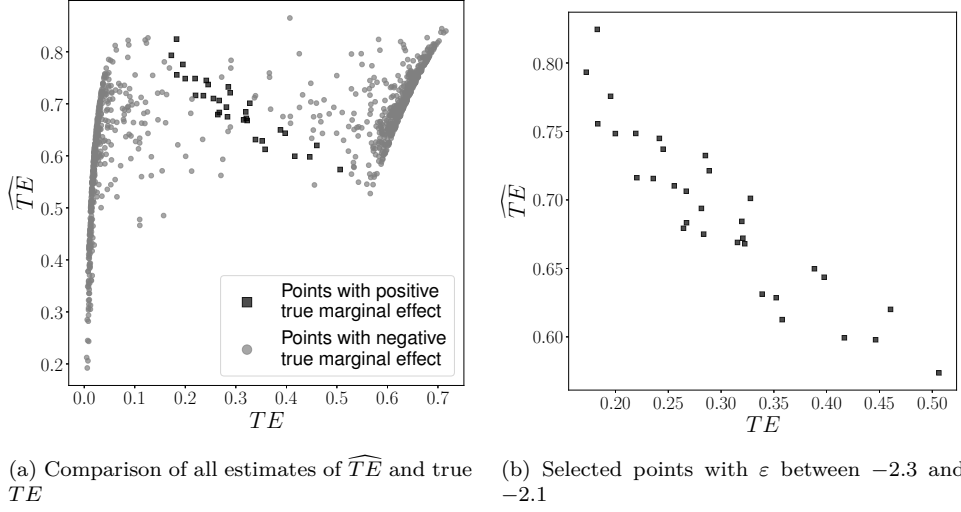 0.8
0.7
0.6
0.5
0.4
0.3
0.2
T̂E
0.0 0.1 0.2 0.3 0.4 0.5 0.6 0.7
TE
Points with positive
true marginal effect
Points with negative
true marginal effect
(a) Comparison of all estimates of T̂E and true
TE
0.80
0.75
0.70
0.65
0.60
T̂E
0.20 0.25 0.30 0.35 0.40 0.45 0.50
TE
(b) Selected points with ε between −2.3 and
−2.1